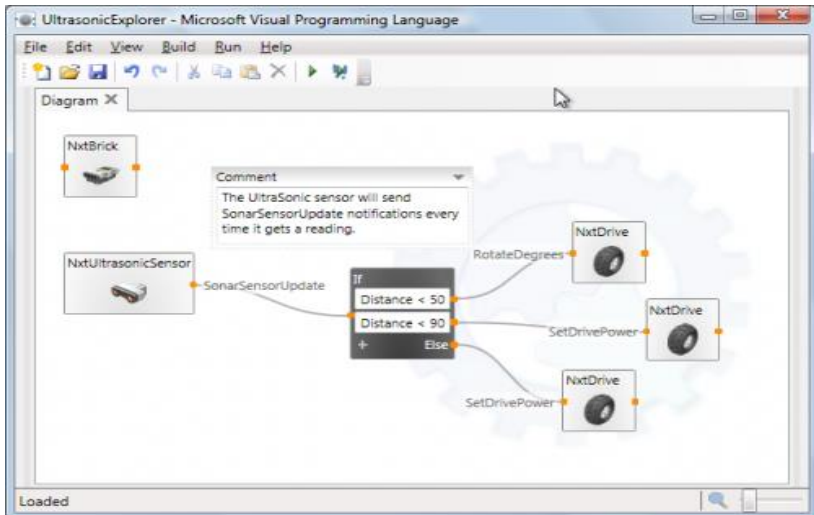 UltrasonicExplorer - Microsoft Visual Programming Language
File Edit View Build Run Help
Diagram
NxtBrick
Comment
The UltraSonic sensor will send
SonarSensorUpdate notifications every
time it gets a reading.
NxtUltrasonicSensor
SonarSensorUpdate
If
Distance < 50
Distance < 90
+ Else
RotateDegrees
NxtDrive
SetDrivePower
NxtDrive
SetDrivePower
NxtDrive
Loaded